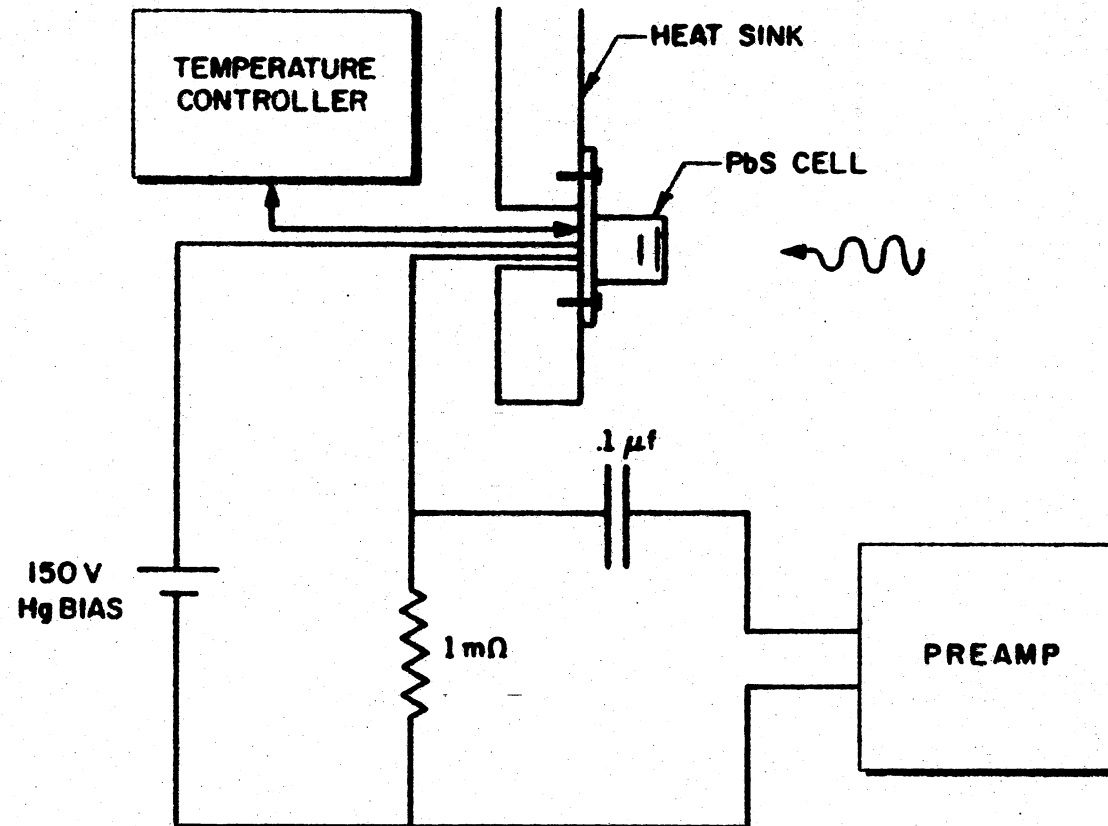 TEMPERATURE
CONTROLLER
HEAT SINK
PbS CELL
.1 μf
150 V
Hg BIAS
1 mΩ
PREAMP